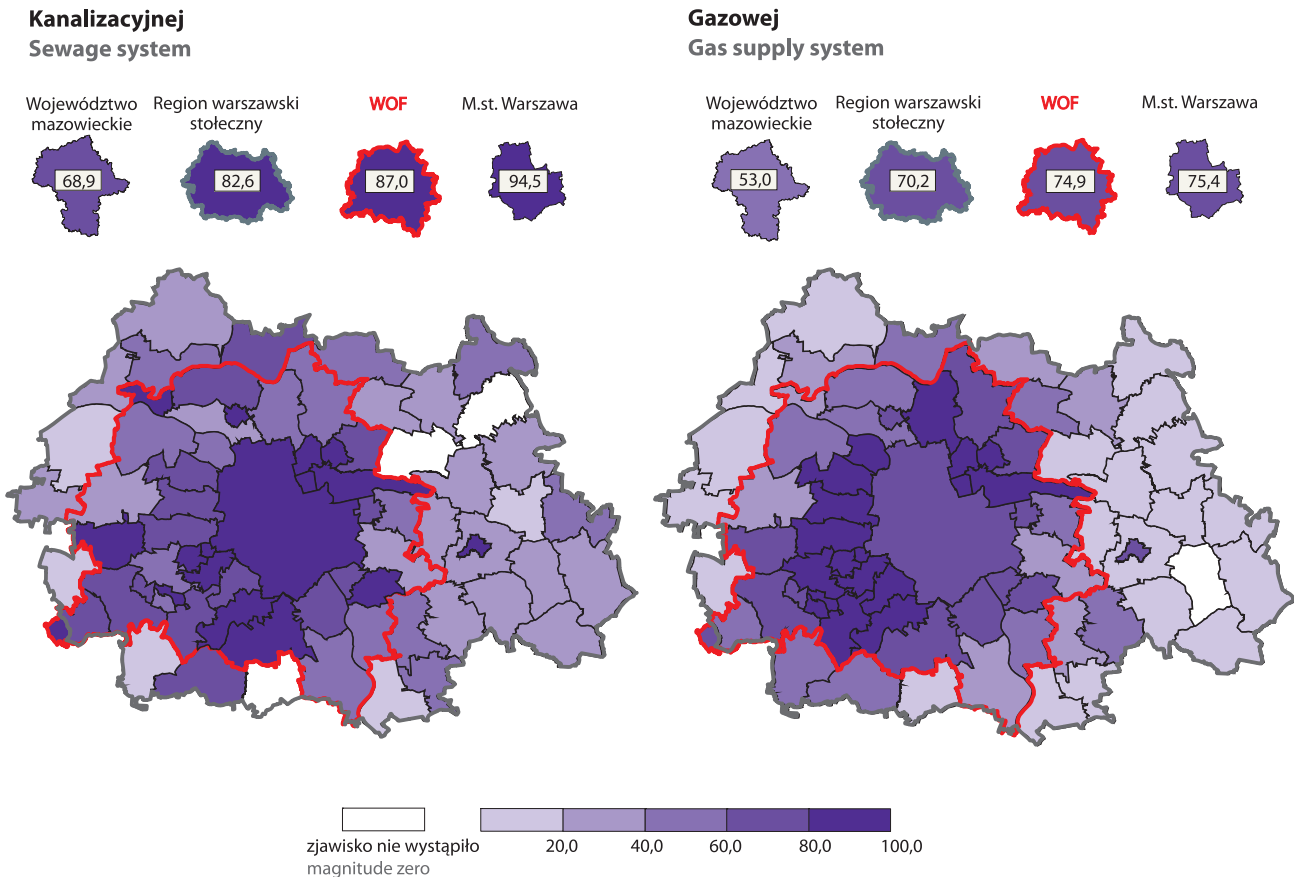 Kanalizacyjnej
Sewage system
Województwo
mazowieckie
68,9
Region warszawski
stołeczny
82,6
WOF
87,0
M.st. Warszawa
94,5
Gazowej
Gas supply system
Województwo
mazowieckie
53,0
Region warszawski
stołeczny
70,2
WOF
74,9
M.st. Warszawa
75,4
zjawisko nie wystąpiło
magnitude zero
20,0 40,0 60,0 80,0 100,0